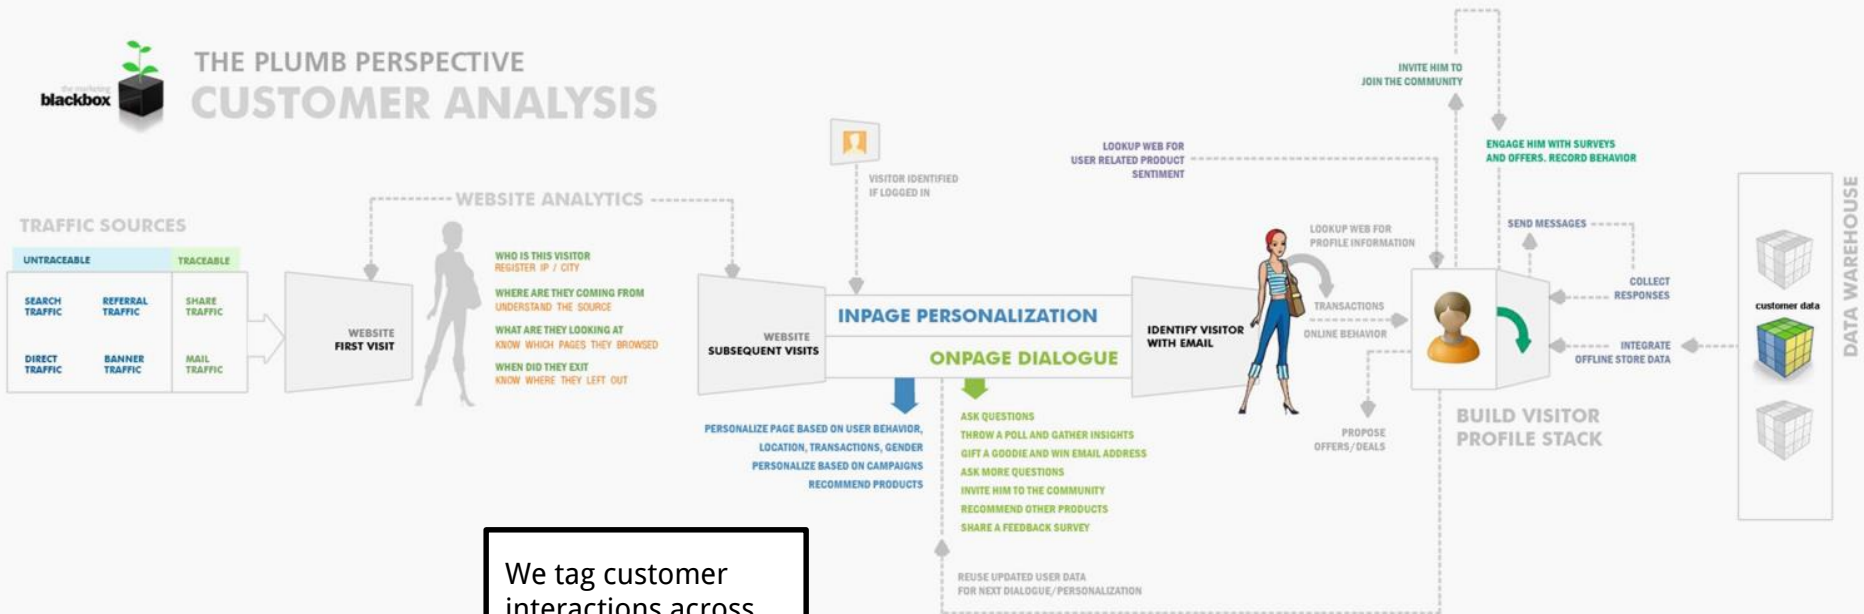 THE PLUMB PERSPECTIVE
CUSTOMER ANALYSIS
the marketing
blackbox
TRAFFIC SOURCES
UNTRACEABLE
TRACEABLE
SEARCH
TRAFFIC
REFERRAL
TRAFFIC
SHARE
TRAFFIC
DIRECT
TRAFFIC
BANNER
TRAFFIC
MAIL
TRAFFIC
WEBSITE
FIRST VISIT
WEBSITE ANALYTICS
WHO IS THIS VISITOR
REGISTER IP / CITY
WHERE ARE THEY COMING FROM
UNDERSTAND THE SOURCE
WHAT ARE THEY LOOKING AT
KNOW WHICH PAGES THEY BROWSED
WHEN DID THEY EXIT
KNOW WHERE THEY LEFT OUT
WEBSITE
SUBSEQUENT VISITS
VISITOR IDENTIFIED
IF LOGGED IN
INPAGE PERSONALIZATION
ONPAGE DIALOGUE
PERSONALIZE PAGE BASED ON USER BEHAVIOR,
LOCATION, TRANSACTIONS, GENDER
PERSONALIZE BASED ON CAMPAIGNS
RECOMMEND PRODUCTS
ASK QUESTIONS
THROW A POLL AND GATHER INSIGHTS
GIFT A GOODIE AND WIN EMAIL ADDRESS
ASK MORE QUESTIONS
INVITE HIM TO THE COMMUNITY
RECOMMEND OTHER PRODUCTS
SHARE A FEEDBACK SURVEY
REUSE UPDATED USER DATA
FOR NEXT DIALOGUE/PERSONALIZATION
IDENTIFY VISITOR
WITH EMAIL
LOOKUP WEB FOR
USER RELATED PRODUCT
SENTIMENT
LOOKUP WEB FOR
PROFILE INFORMATION
TRANSACTIONS
ONLINE BEHAVIOR
PROPOSE
OFFERS/DEALS
INVITE HIM TO
JOIN THE COMMUNITY
ENGAGE HIM WITH SURVEYS
AND OFFERS. RECORD BEHAVIOR
SEND MESSAGES
COLLECT
RESPONSES
INTEGRATE
OFFLINE STORE DATA
BUILD VISITOR
PROFILE STACK
customer data
DATA WAREHOUSE
We tag customer
interactions across